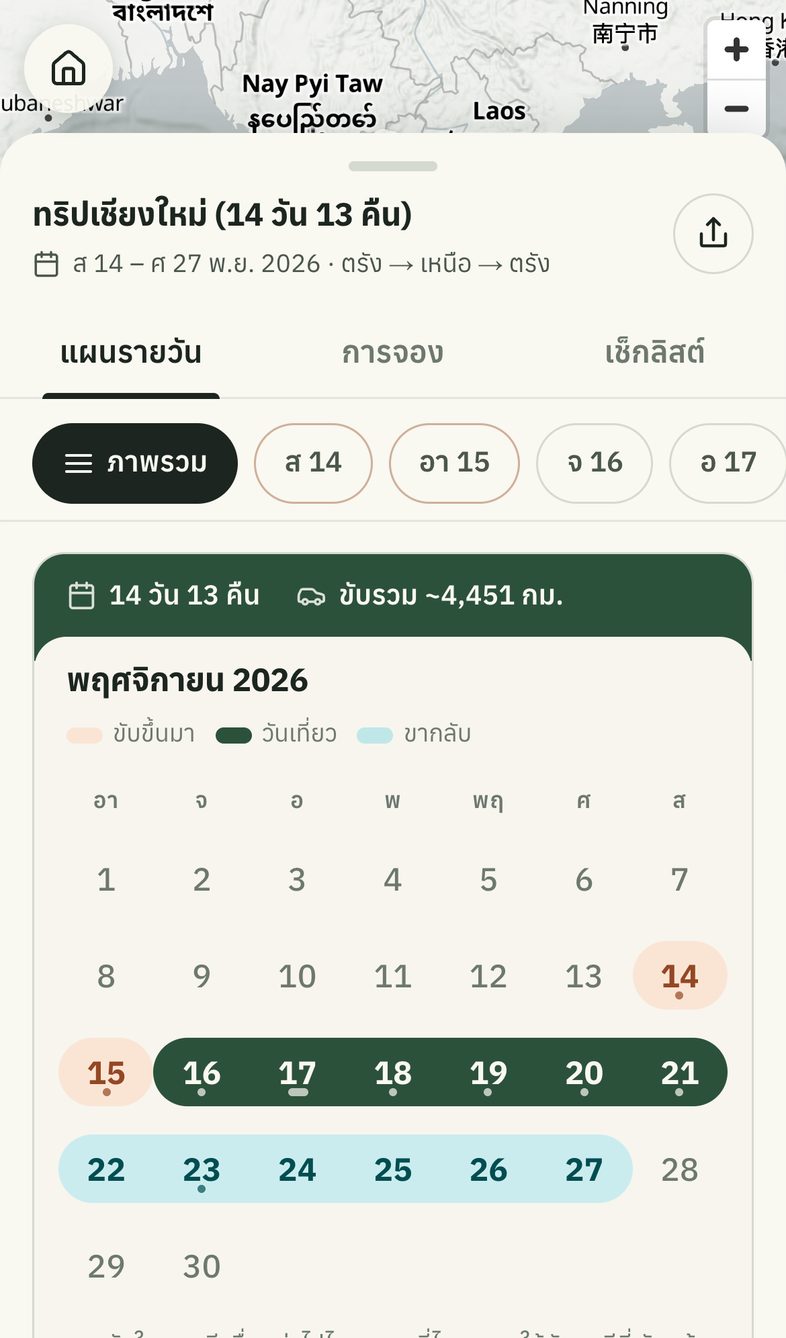 বাংলাদেশ
Nanning
南宁市
Nay Pyi Taw
နေပြည်တော်
Laos
ทริปเชียงใหม่ (14 วัน 13 คืน)
ส 14 – ศ 27 พ.ย. 2026 · ตรัง → เหนือ → ตรัง
แผนรายวัน การจอง เช็กลิสต์
ภาพรวม ส 14 อา 15 จ 16 อ 17
14 วัน 13 คืน ขับรวม ~4,451 กม.
พฤศจิกายน 2026
ขับขึ้นมา วันเที่ยว ขากลับ
อา จ อ พ พฤ ศ ส
1 2 3 4 5 6 7
8 9 10 11 12 13 14
15 16 17 18 19 20 21
22 23 24 25 26 27 28
29 30